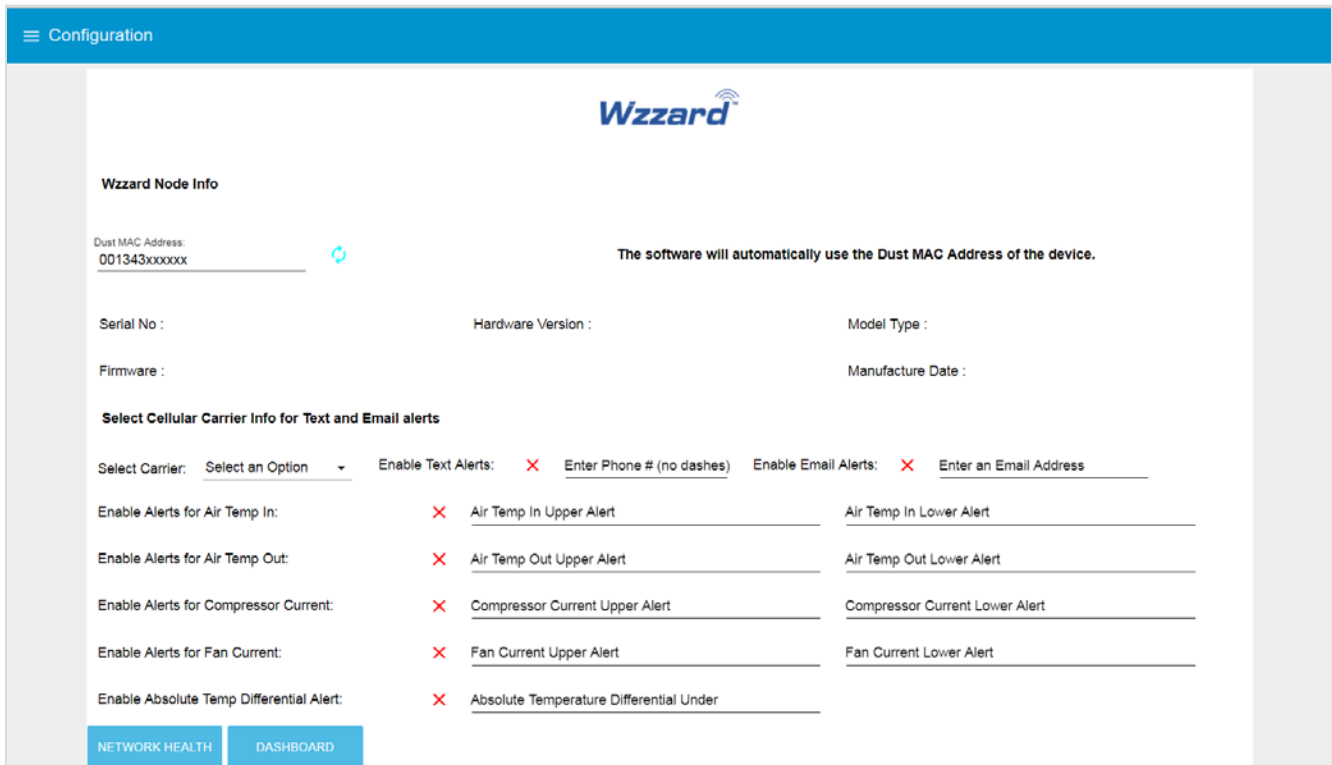 Configuration
Wzzard™
Wzzard Node Info
Dust MAC Address:
001343xxxxxx
The software will automatically use the Dust MAC Address of the device.
Serial No : Hardware Version : Model Type :
Firmware : Manufacture Date :
Select Cellular Carrier Info for Text and Email alerts
Select Carrier: Select an Option Enable Text Alerts: Enter Phone # (no dashes) Enable Email Alerts: Enter an Email Address
Enable Alerts for Air Temp In: Air Temp In Upper Alert Air Temp In Lower Alert
Enable Alerts for Air Temp Out: Air Temp Out Upper Alert Air Temp Out Lower Alert
Enable Alerts for Compressor Current: Compressor Current Upper Alert Compressor Current Lower Alert
Enable Alerts for Fan Current: Fan Current Upper Alert Fan Current Lower Alert
Enable Absolute Temp Differential Alert: Absolute Temperature Differential Under
NETWORK HEALTH DASHBOARD